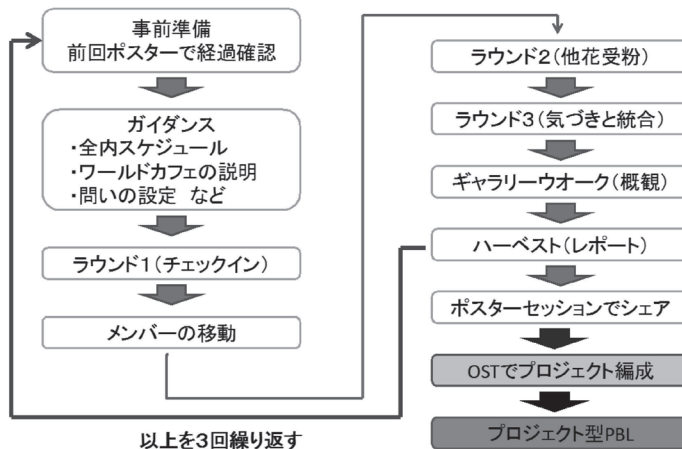 事前準備
前回ポスターで経過確認
ガイダンス
・全内スケジュール
・ワールドカフェの説明
・問いの設定 など
ラウンド1(チェックイン)
メンバーの移動
ラウンド2(他花受粉)
ラウンド3(気づきと統合)
ギャラリーウオーク(概観)
ハーベスト(レポート)
ポスターセッションでシェア
OSTでプロジェクト編成
プロジェクト型PBL
以上を3回繰り返す